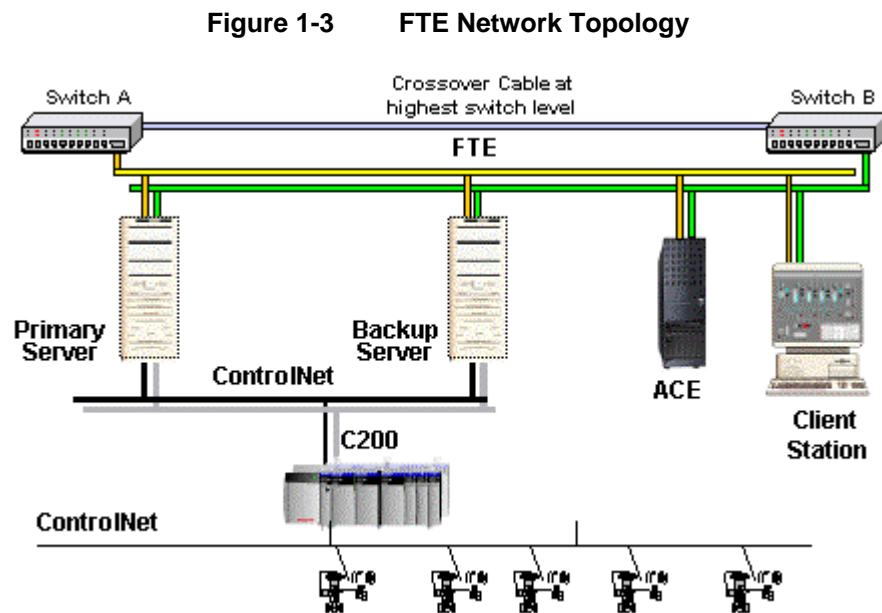 Figure 1-3 FTE Network Topology
Switch A
Crossover Cable at
highest switch level
Switch B
FTE
Primary
Server
Backup
Server
ControlNet
ACE
Client
Station
C200
ControlNet